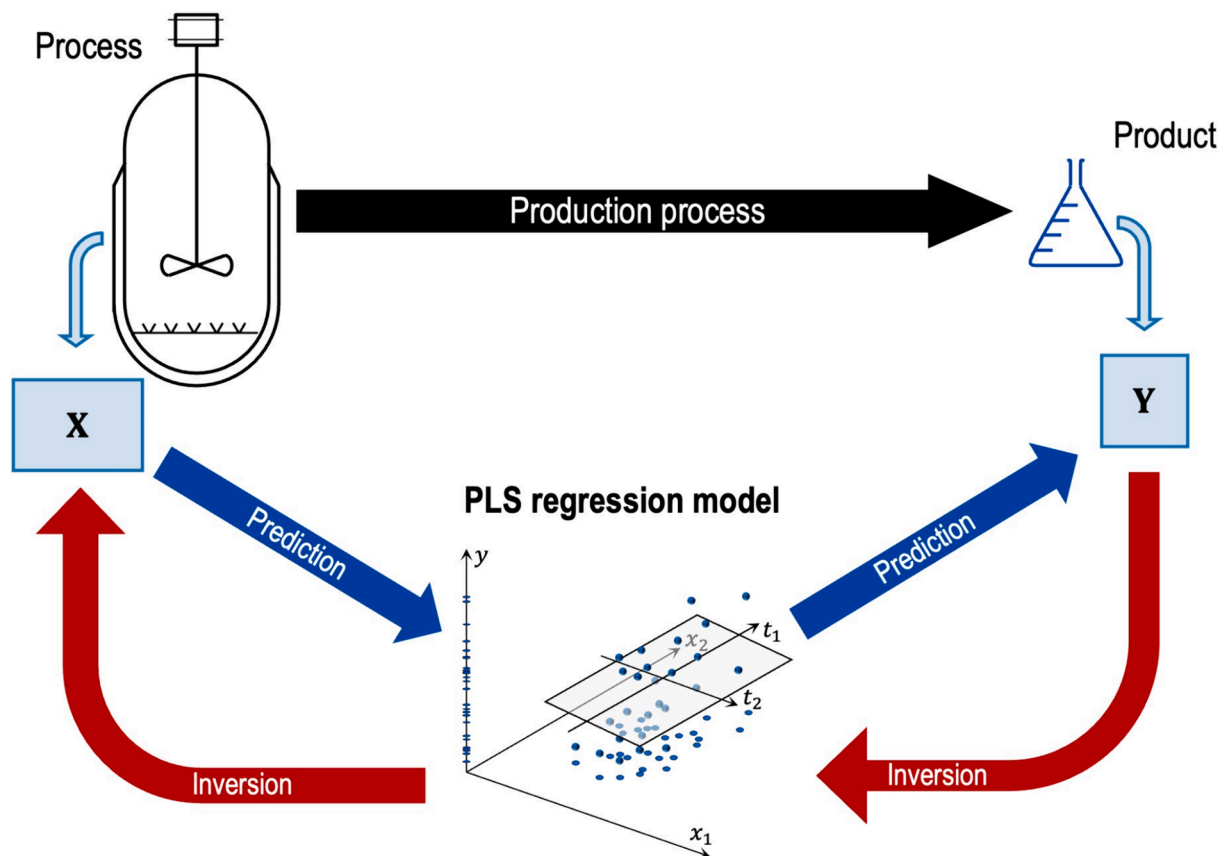 Process
Product
Production process
X
Y
PLS regression model
Prediction
Prediction
y
t₁
x₂
t₂
Inversion
Inversion
x₁